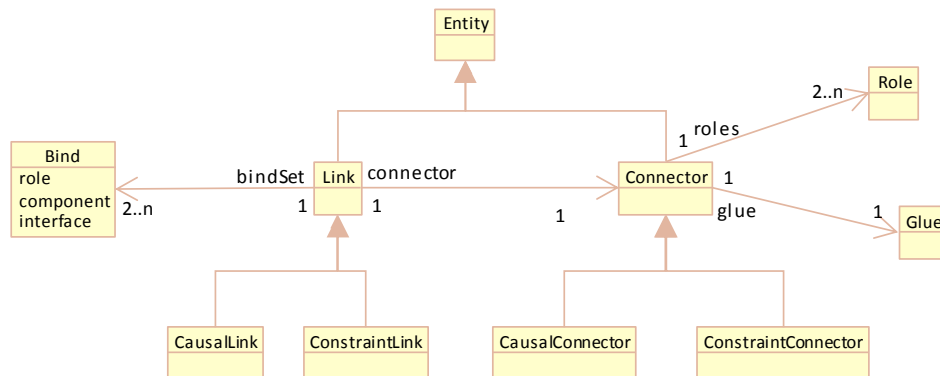 Entity
Role
2..n
roles
1
Bind
role
component
interface
bindSet
2..n
1
Link
connector
1
1
Connector
1
glue
1
Glue
CausalLink
ConstraintLink
CausalConnector
ConstraintConnector